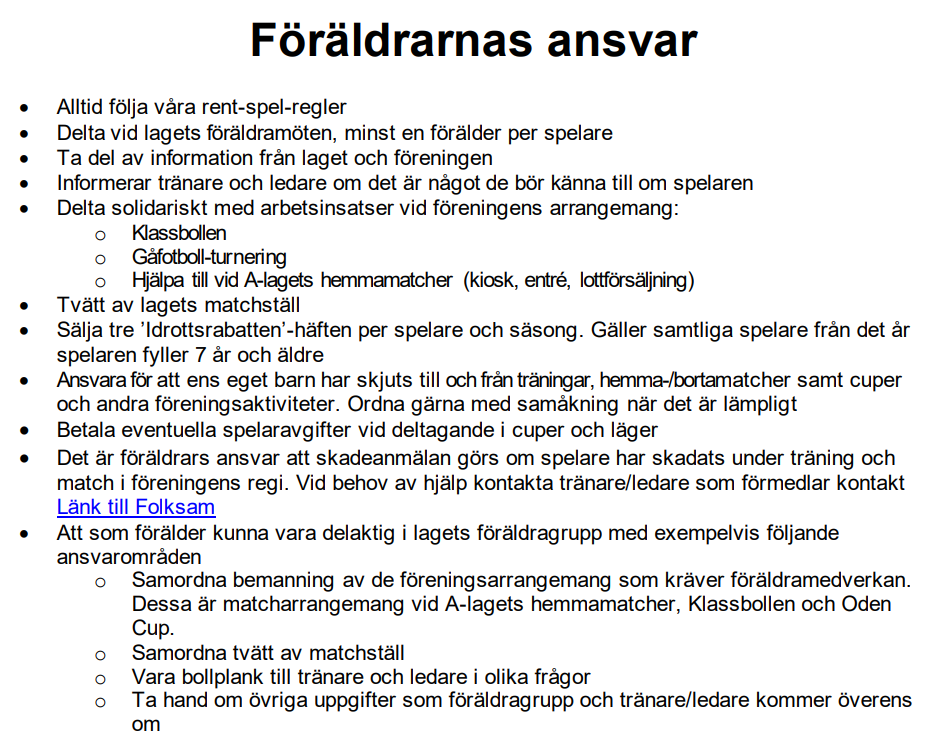 Föräldrarnas ansvar
• Alltid följa våra rent-spel-regler
• Delta vid lagets föräldramöten, minst en förälder per spelare
• Ta del av information från laget och föreningen
• Informerar tränare och ledare om det är något de bör känna till om spelaren
• Delta solidariskt med arbetsinsatser vid föreningens arrangemang:
o Klassbollen
o Gåfotboll-turnering
o Hjälpa till vid A-lagets hemmamatcher (kiosk, entré, lottförsäljning)
• Tvätt av lagets matchställ
• Sälja tre ’Idrottsrabatten’-häften per spelare och säsong. Gäller samtliga spelare från det år
spelaren fyller 7 år och äldre
• Ansvara för att ens eget barn har skjuts till och från träningar, hemma-/bortamatcher samt cuper
och andra föreningsaktiviteter. Ordna gärna med samåkning när det är lämpligt
• Betala eventuella spelaravgifter vid deltagande i cuper och läger
• Det är föräldrars ansvar att skadeanmälan görs om spelare har skadats under träning och
match i föreningens regi. Vid behov av hjälp kontakta tränare/ledare som förmedlar kontakt
Länk till Folksam
• Att som förälder kunna vara delaktig i lagets föräldragrupp med exempelvis följande
ansvarområden
o Samordna bemanning av de föreningsarrangemang som kräver föräldramedverkan.
Dessa är matcharrangemang vid A-lagets hemmamatcher, Klassbollen och Oden
Cup.
o Samordna tvätt av matchställ
o Vara bollplank till tränare och ledare i olika frågor
o Ta hand om övriga uppgifter som föräldragrupp och tränare/ledare kommer överens
om